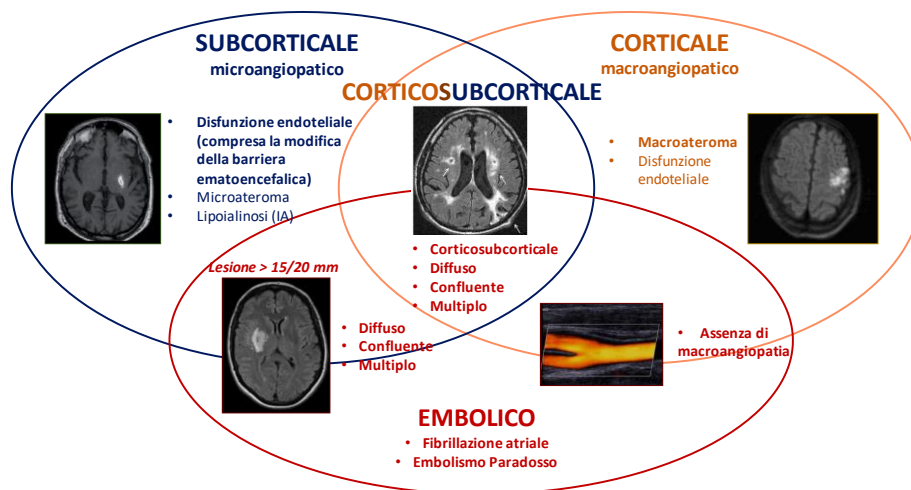 SUBCORTICALE
microangiopatico
CORTICALE
macroangiopatico
CORTICOSUBCORTICALE
• Disfunzione endoteliale
(compresa la modifica
della barriera
ematoencefalica)
• Microateroma
• Lipoialinosi (IA)
• Macroateroma
• Disfunzione
endoteliale
• Corticosubcorticale
• Diffuso
• Confluente
• Multiplo
Lesione > 15/20 mm
• Diffuso
• Confluente
• Multiplo
• Assenza di
macroangiopatia
EMBOLICO
• Fibrillazione atriale
• Embolismo Paradosso